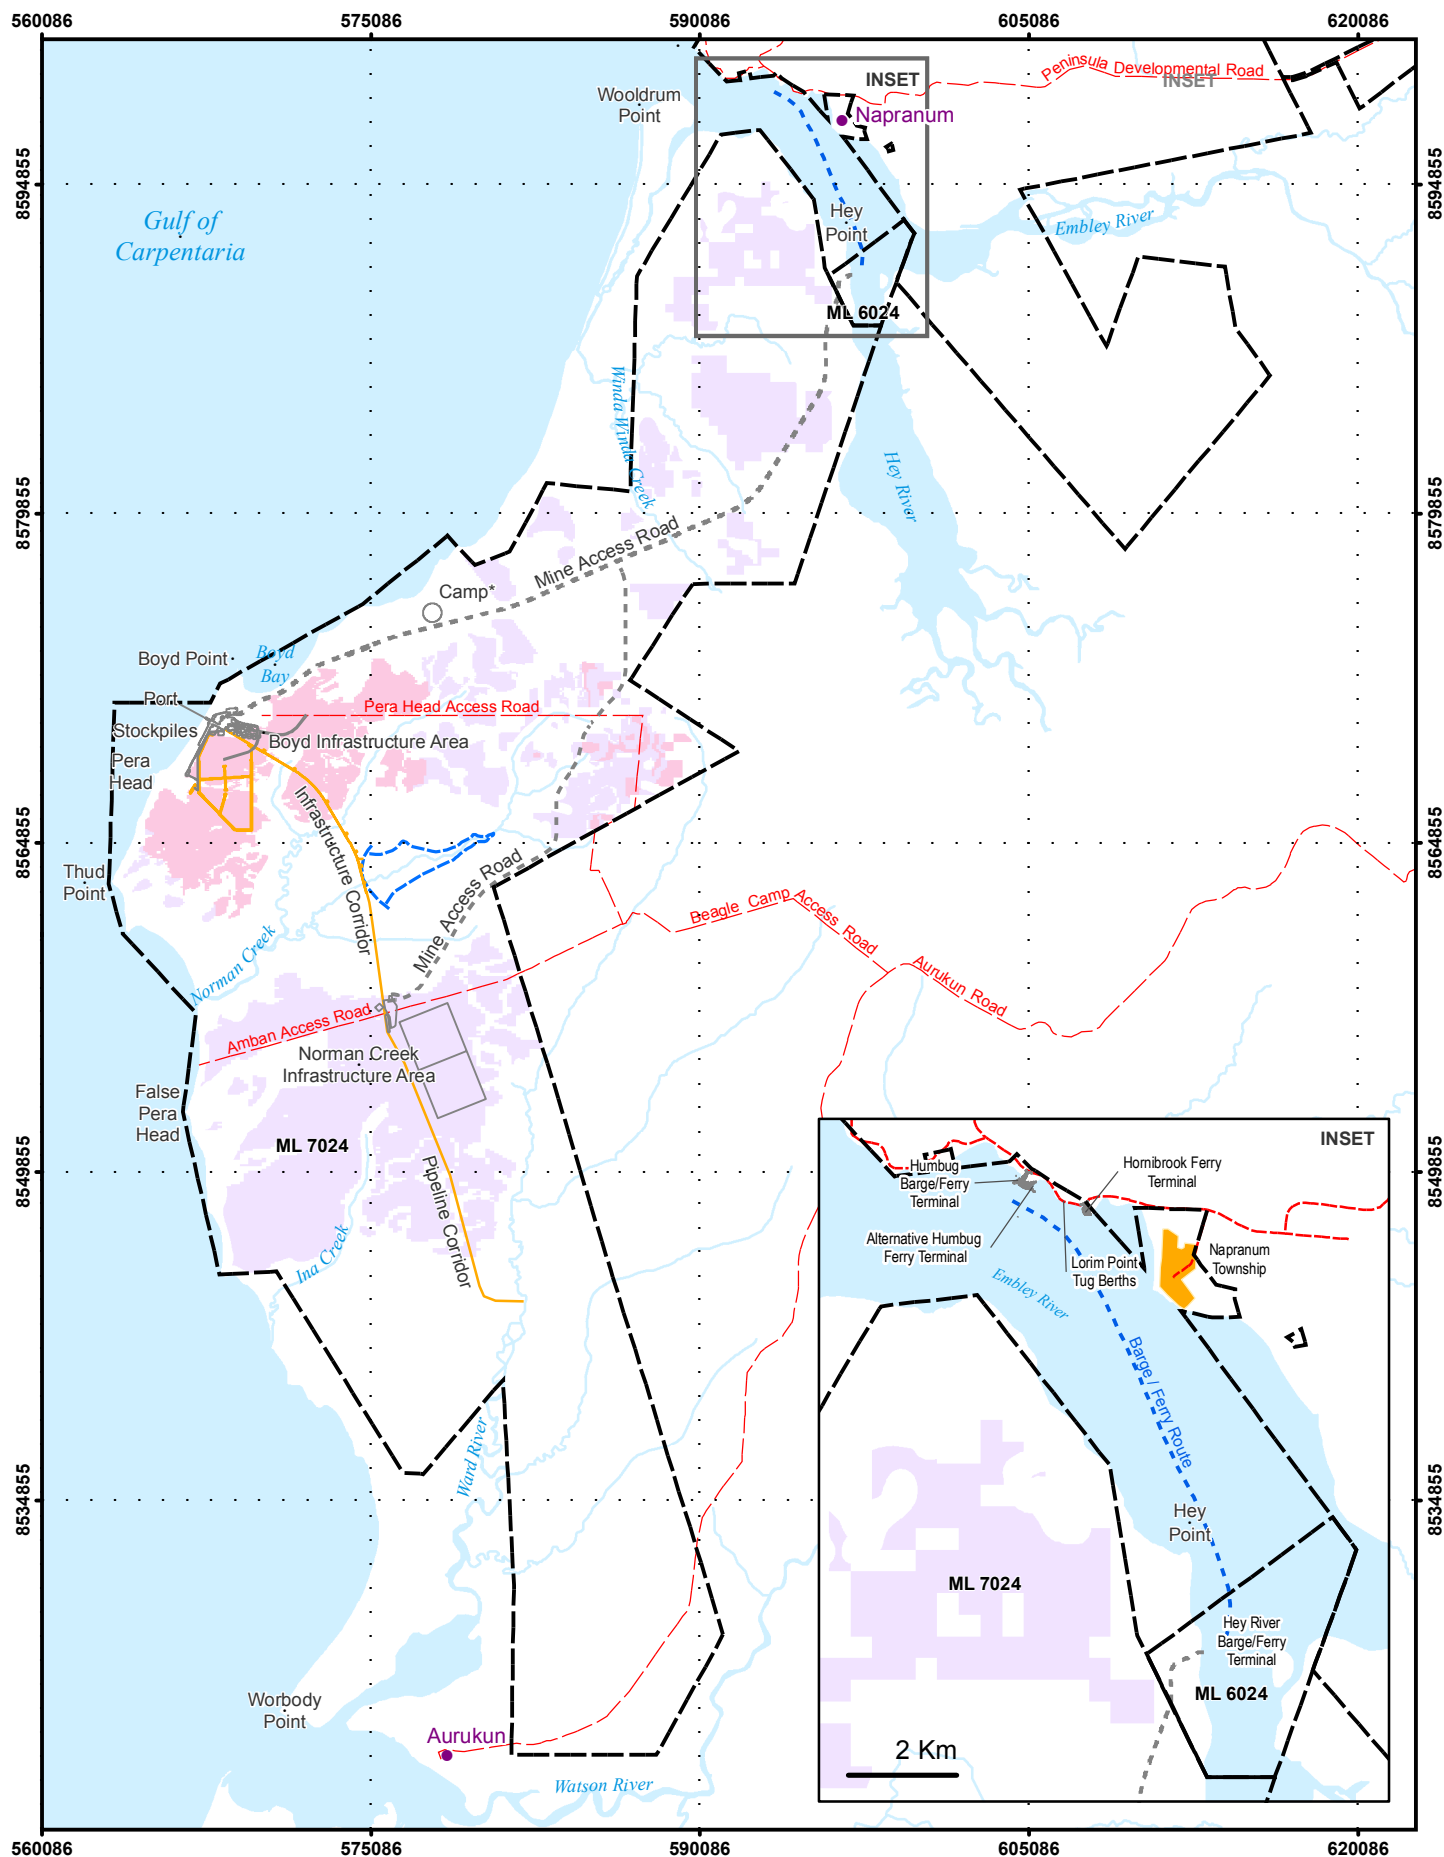 560086
575086
590086
605086
620086
INSET
Peninsula Developmental Road
INSET
Wooldrum
Point
Napranum
8594855
8594855
Gulf of
Carpentaria
Hey
Point
Embley River
ML 6024
Winda Winda Creek
Hey River
8579855
8579855
Mine Access Road
Camp*
Boyd Point
Boyd
Bay
Port
Pera Head Access Road
Stockpiles
Boyd Infrastructure Area
Pera
Head
Infrastructure Corridor
8564855
8564855
Thud
Point
Mine Access Road
Beagle Camp Access Road
Norman Creek
Aurukun Road
Amban Access Road
Norman Creek
Infrastructure Area
False
Pera
Head
ML 7024
Pipeline Corridor
8549855
8549855
Ina Creek
Ward River
8534855
8534855
Worbody
Point
Aurukun
Watson River
INSET
Humbug
Barge/Ferry
Terminal
Hornibrook Ferry
Terminal
Alternative Humbug
Ferry Terminal
Lorim Point
Tug Berths
Napranum
Township
Embley River
Barge / Ferry Route
Hey
Point
ML 7024
Hey River
Barge/Ferry
Terminal
ML 6024
2 Km
560086
575086
590086
605086
620086